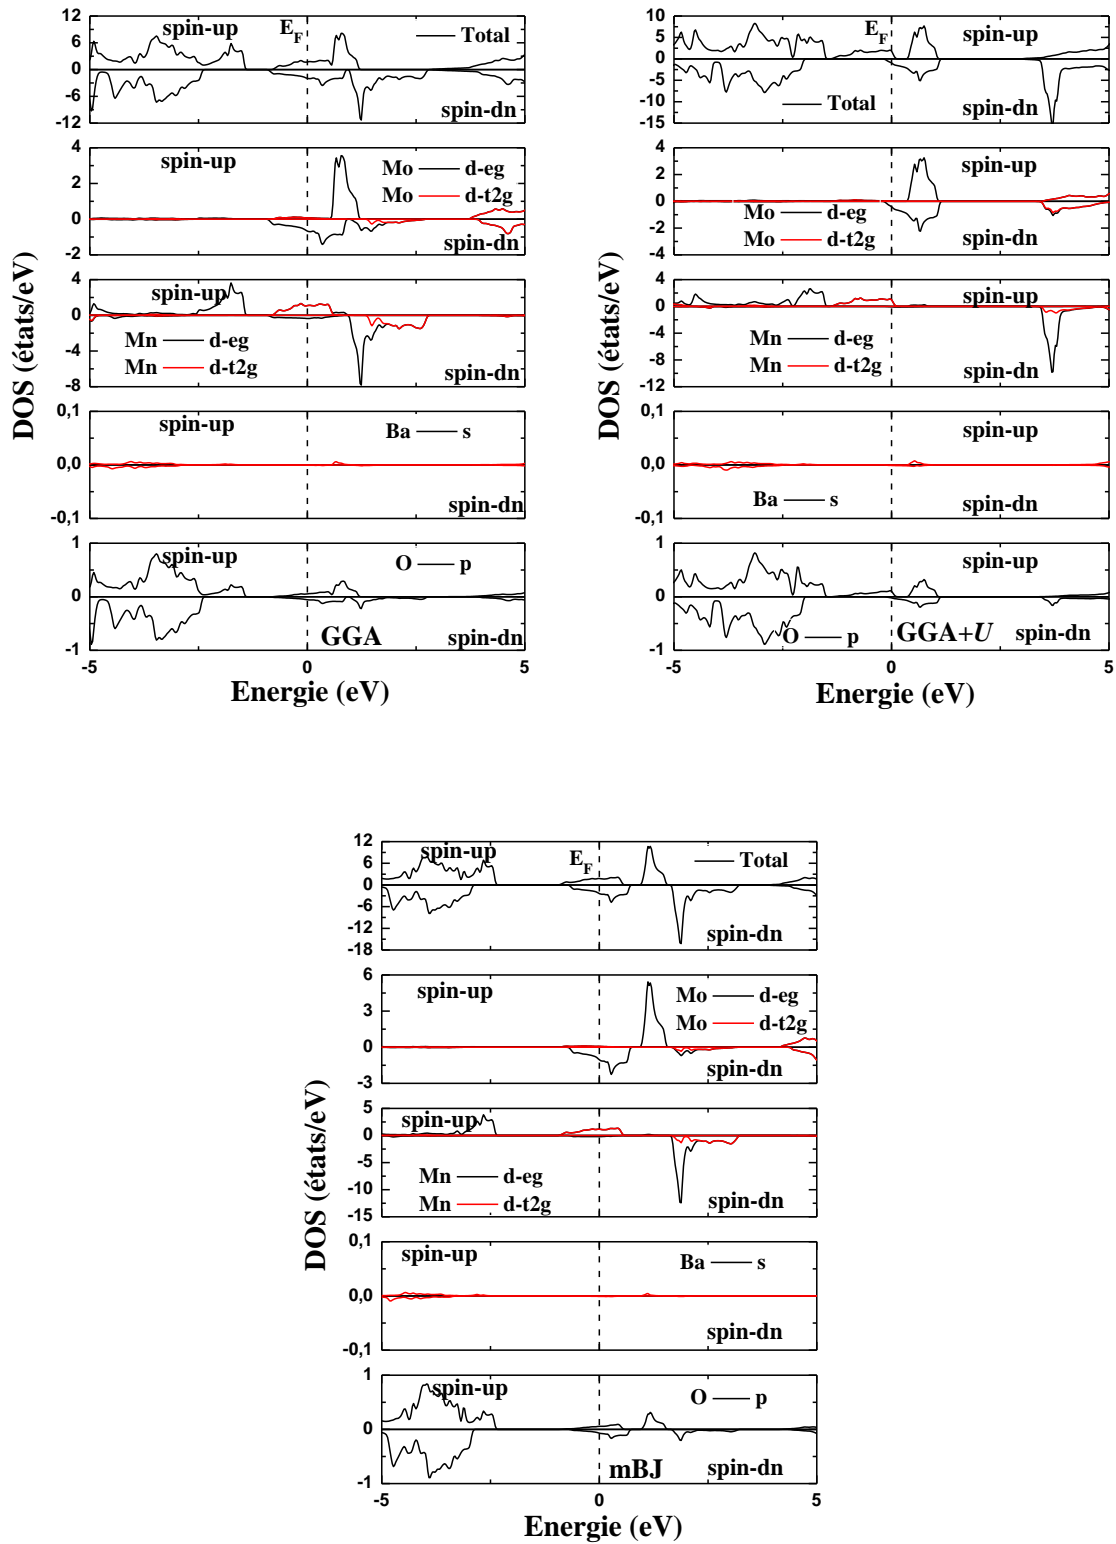 DOS (états/eV)
12
6
0
-6
-12
spin-up
E_F
Total
spin-dn
4
2
0
-2
spin-up
Mo d-eg
Mo d-t2g
spin-dn
4
0
-4
-8
spin-up
Mn d-eg
Mn d-t2g
spin-dn
0,1
0,0
-0,1
spin-up
Ba s
spin-dn
1
0
-1
spin-up
O p
GGA
spin-dn
-5 0 5
Energie (eV)
DOS (états/eV)
10
5
0
-5
-10
-15
E_F
spin-up
Total
spin-dn
4
2
0
-2
-4
spin-up
Mo d-eg
Mo d-t2g
spin-dn
4
0
-4
-8
-12
spin-up
Mn d-eg
Mn d-t2g
spin-dn
0,1
0,0
-0,1
spin-up
Ba s
spin-dn
1
0
-1
spin-up
O p
GGA+U
spin-dn
-5 0 5
Energie (eV)
DOS (états/eV)
12
6
0
-6
-12
-18
spin-up
E_F
Total
spin-dn
6
3
0
-3
spin-up
Mo d-eg
Mo d-t2g
spin-dn
5
0
-5
-10
-15
spin-up
Mn d-eg
Mn d-t2g
spin-dn
0,1
0,0
-0,1
spin-up
Ba s
spin-dn
1
0
-1
spin-up
O p
mBJ
spin-dn
-5 0 5
Energie (eV)